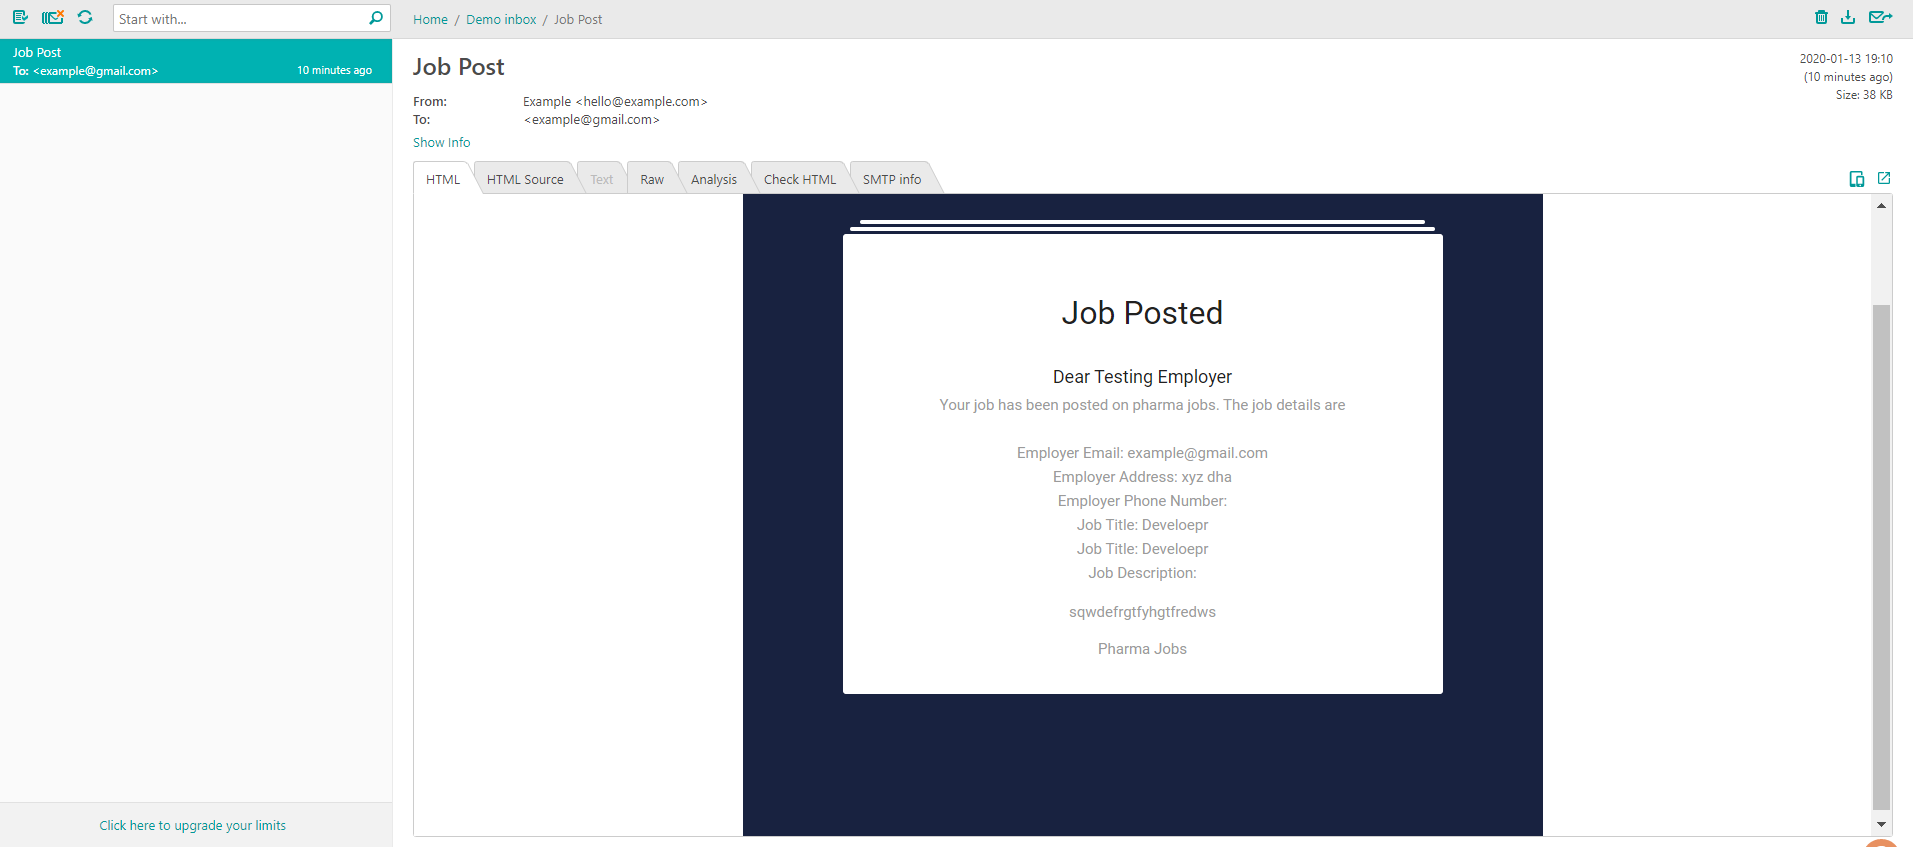 Start with...
Home / Demo inbox / Job Post
Job Post
To: <example@gmail.com> 10 minutes ago
Job Post
2020-01-13 19:10
(10 minutes ago)
Size: 38 KB
From: Example <hello@example.com>
To: <example@gmail.com>
Show Info
HTML HTML Source Text Raw Analysis Check HTML SMTP info
Job Posted
Dear Testing Employer
Your job has been posted on pharma jobs. The job details are
Employer Email: example@gmail.com
Employer Address: xyz dha
Employer Phone Number:
Job Title: Develoepr
Job Title: Develoepr
Job Description:
sqwdefrgtfyhgtfredws
Pharma Jobs
Click here to upgrade your limits